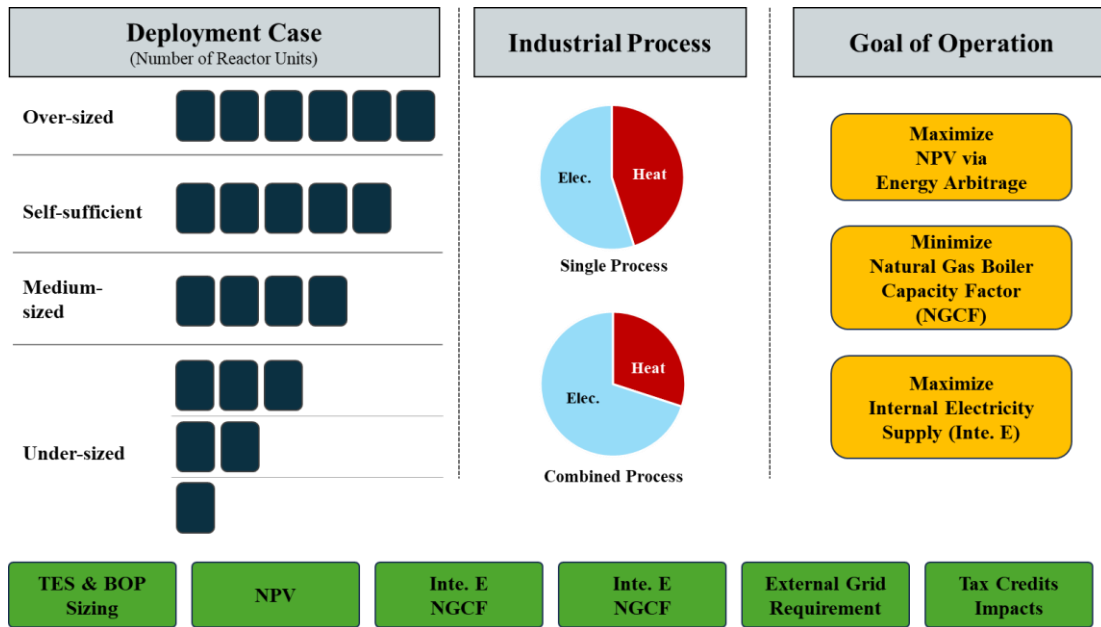 Deployment Case
(Number of Reactor Units)
Over-sized
Self-sufficient
Medium-
sized
Under-sized
Industrial Process
Elec.
Heat
Single Process
Elec.
Heat
Combined Process
Goal of Operation
Maximize
NPV via
Energy Arbitrage
Minimize
Natural Gas Boiler
Capacity Factor
(NGCF)
Maximize
Internal Electricity
Supply (Inte. E)
TES & BOP
Sizing
NPV
Inte. E
NGCF
Inte. E
NGCF
External Grid
Requirement
Tax Credits
Impacts